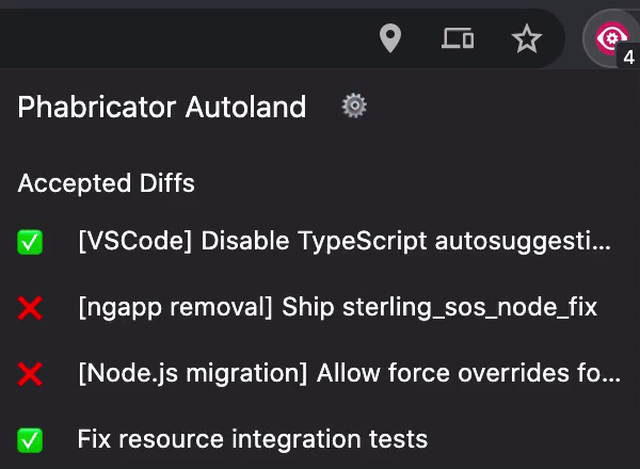 4
Phabricator Autoland
Accepted Diffs
[VSCode] Disable TypeScript autosuggesti...
[ngapp removal] Ship sterling_sos_node_fix
[Node.js migration] Allow force overrides fo...
Fix resource integration tests